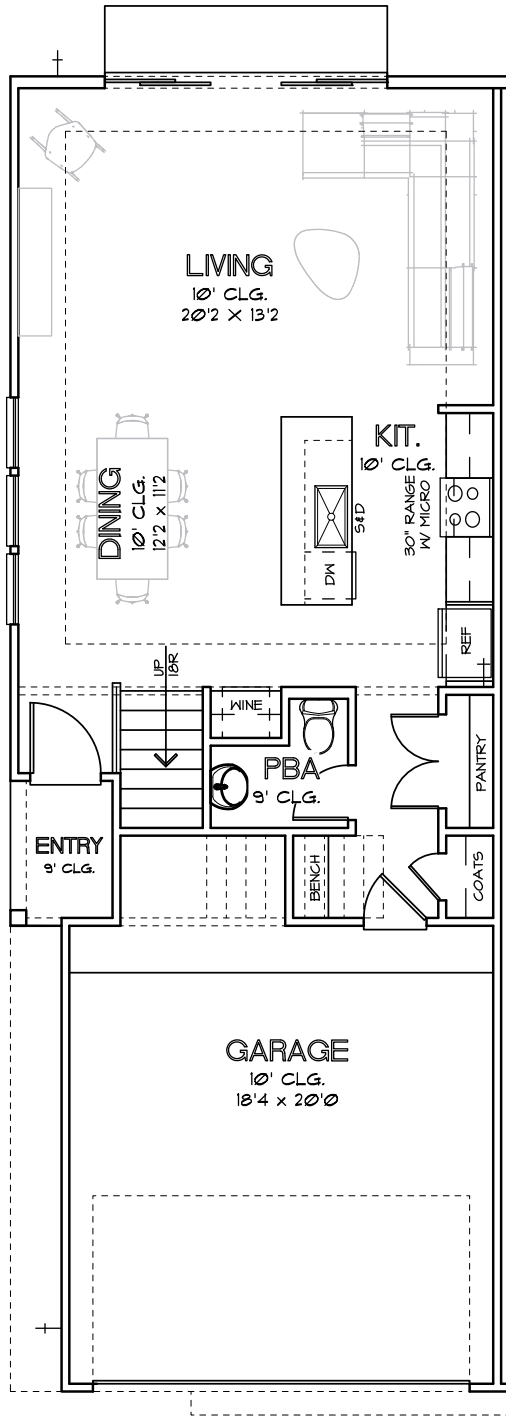 LIVING
10' CLG.
20'2 X 13'2
KIT.
10' CLG.
DINING
10' CLG.
12'2 x 11'2
30" RANGE
W/ MICRO
S&D
DW
REF
UP
18R
WINE
PBA
9' CLG.
PANTRY
ENTRY
9' CLG.
BENCH
COATS
GARAGE
10' CLG.
18'4 x 20'0